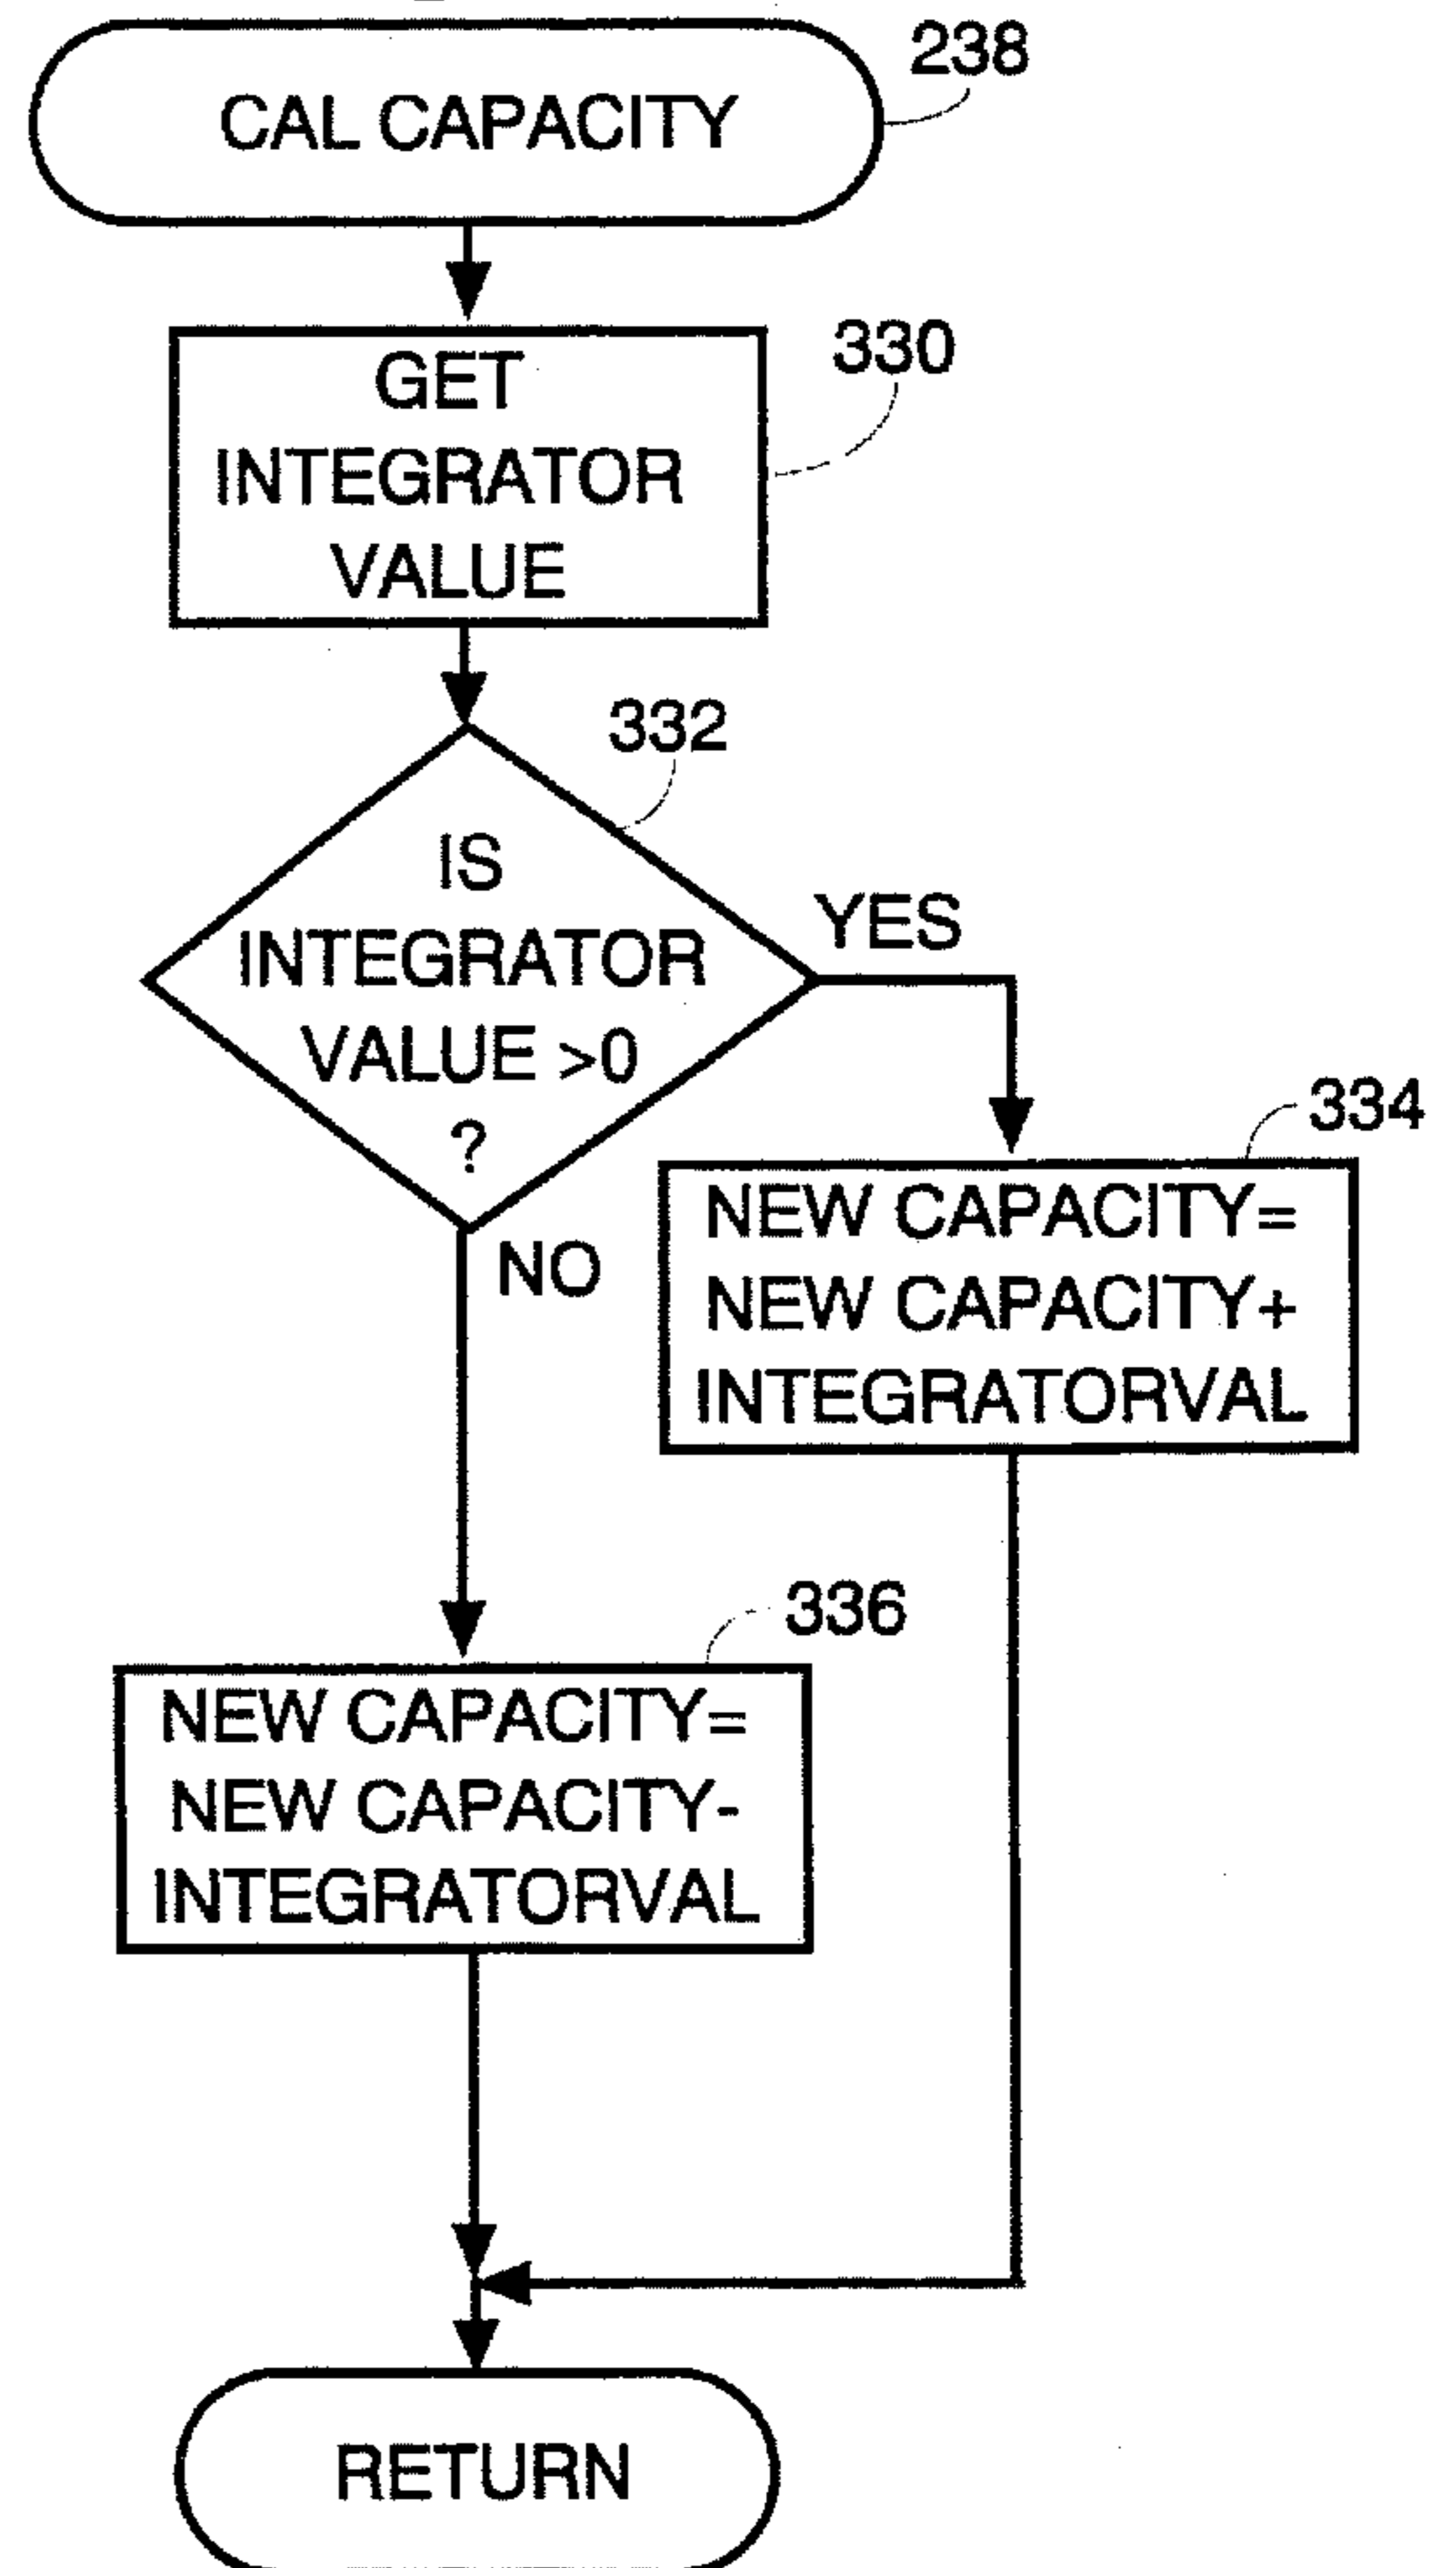 238
CAL CAPACITY
330
GET
INTEGRATOR
VALUE
332
IS
INTEGRATOR
VALUE >0
?
YES
NO
334
NEW CAPACITY=
NEW CAPACITY+
INTEGRATORVAL
336
NEW CAPACITY=
NEW CAPACITY-
INTEGRATORVAL
RETURN